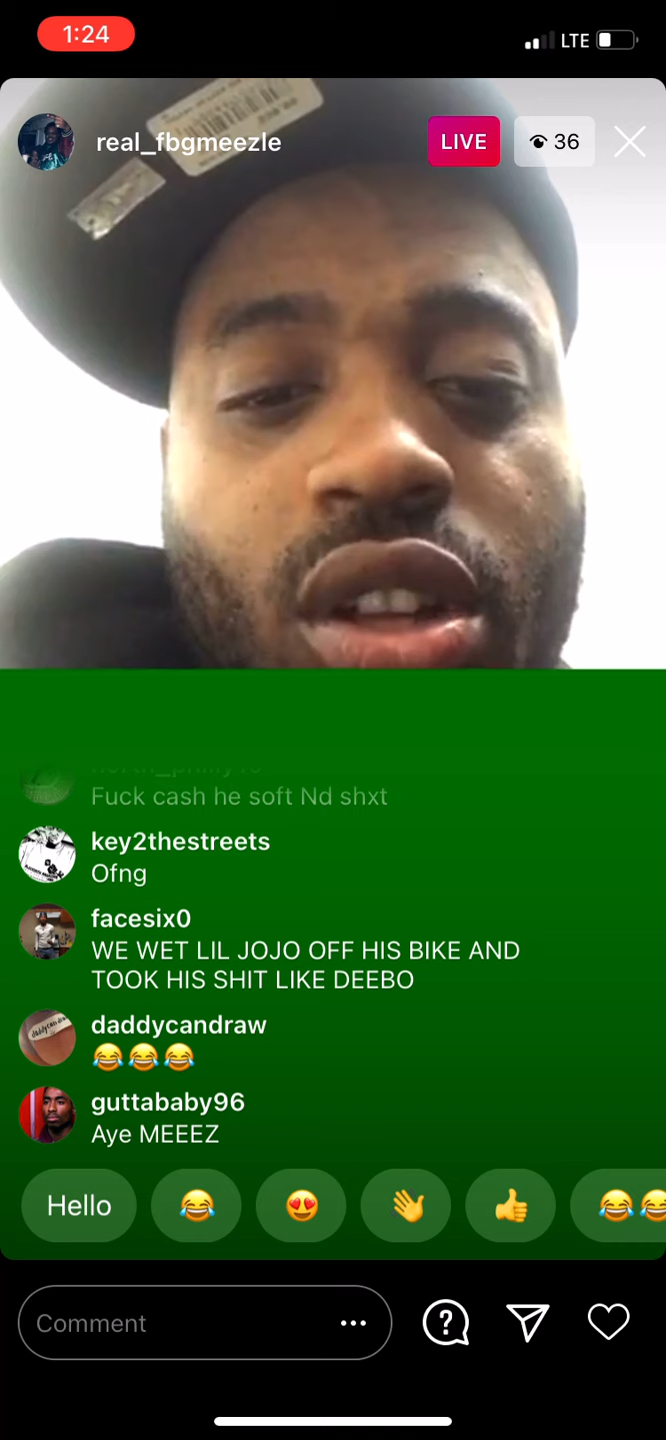 1:24
LTE
real_fbgmeezle
LIVE
36
Fuck cash he soft Nd shxt
key2thestreets
Ofng
facesix0
WE WET LIL JOJO OFF HIS BIKE AND
TOOK HIS SHIT LIKE DEEBO
daddycandraw
😂😂😂
guttababy96
Aye MEEEZ
Hello
Comment